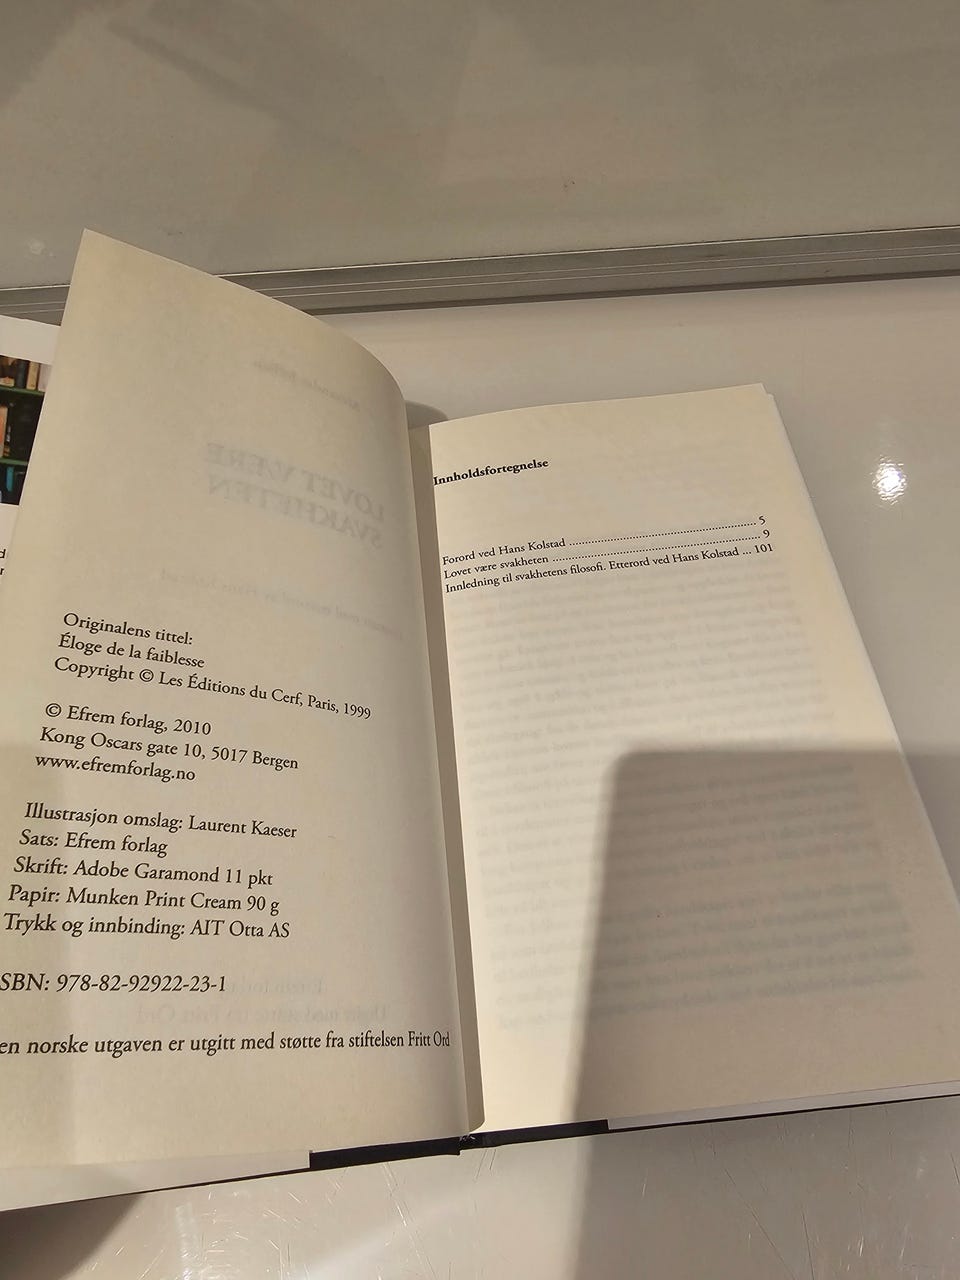 Originalens tittel:
Éloge de la faiblesse
Copyright © Les Éditions du Cerf, Paris, 1999
© Efrem forlag, 2010
Kong Oscars gate 10, 5017 Bergen
www.efremforlag.no
Illustrasjon omslag: Laurent Kaeser
Sats: Efrem forlag
Skrift: Adobe Garamond 11 pkt
Papir: Munken Print Cream 90 g
Trykk og innbinding: AIT Otta AS
SBN: 978-82-92922-23-1
en norske utgaven er utgitt med støtte fra stiftelsen Fritt Ord
Innholdsfortegnelse
Forord ved Hans Kolstad ........................................................ 5
Lovet være svakheten ............................................................. 9
Innledning til svakhetens filosofi. Etterord ved Hans Kolstad ... 101
LOVET VÆRE
SVAKHETEN